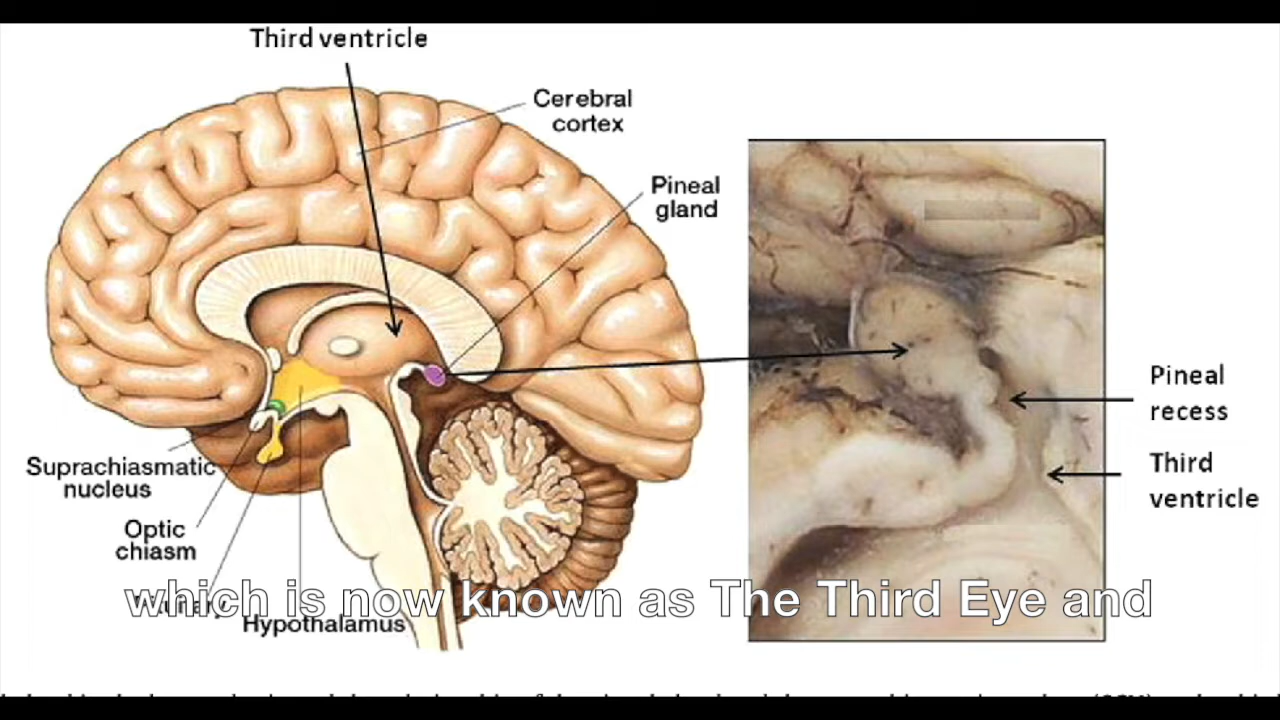 Third ventricle
Cerebral
cortex
Pineal
gland
Pineal
recess
Third
ventricle
Suprachiasmatic
nucleus
Optic
chiasm
which is now known as The Third Eye and
Hypothalamus